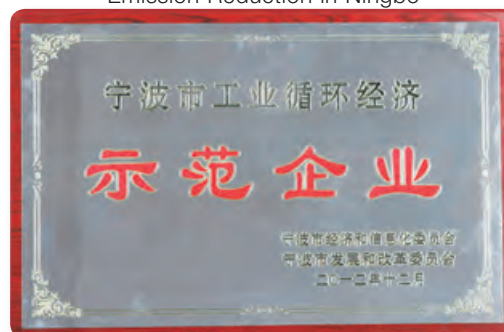 Emission Reduction in Ningbo
宁波市工业循环经济
示范企业
宁波市经济和信息化委员会
宁波市发展和改革委员会
二〇一二年十二月